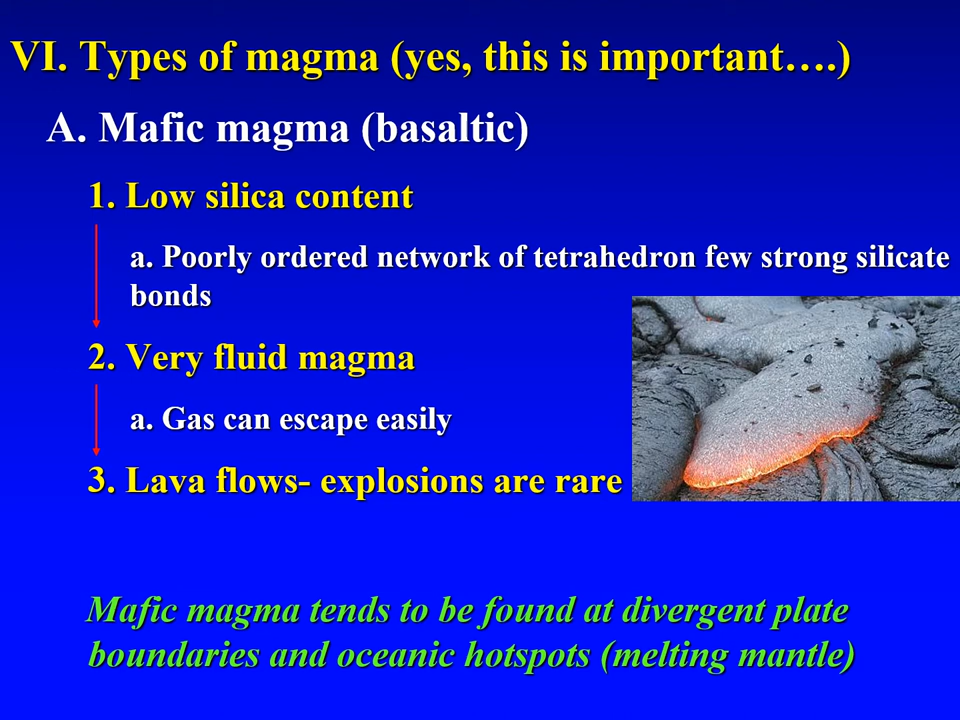 VI. Types of magma (yes, this is important….)
A. Mafic magma (basaltic)
1. Low silica content
a. Poorly ordered network of tetrahedron few strong silicate
bonds
2. Very fluid magma
a. Gas can escape easily
3. Lava flows- explosions are rare
Mafic magma tends to be found at divergent plate
boundaries and oceanic hotspots (melting mantle)